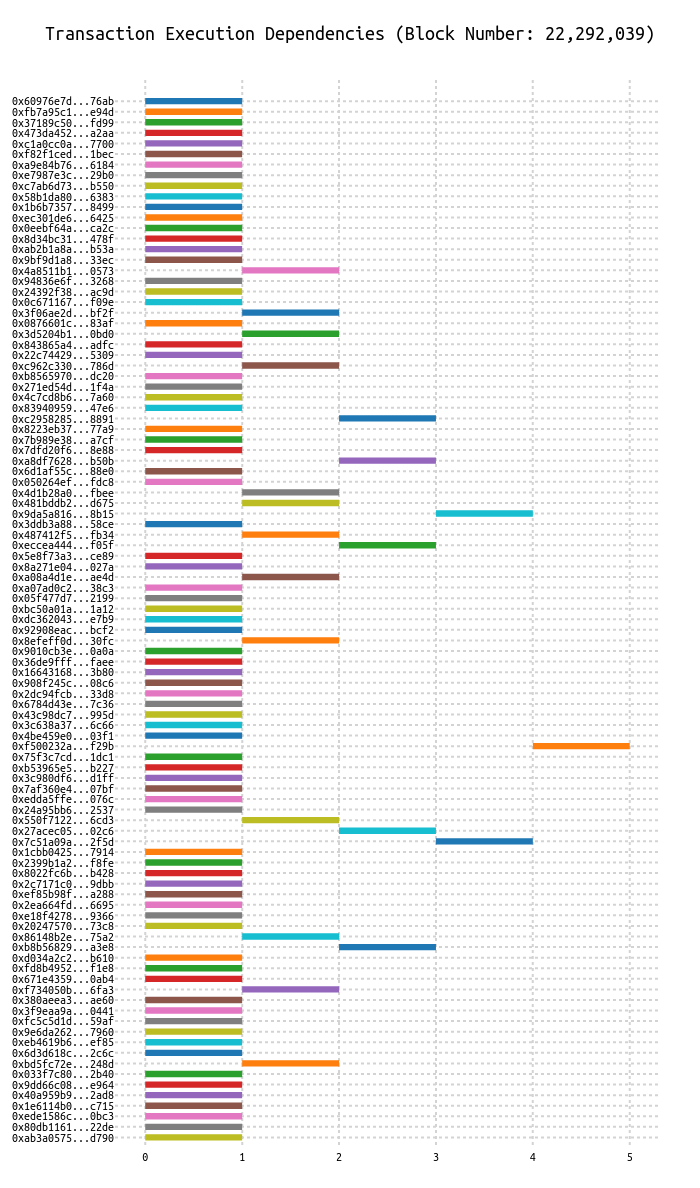 Transaction Execution Dependencies (Block Number: 22,292,039)
0x60976e7d...76ab
0xfb7a95c1...e94d
0x37189c50...fd99
0x473da452...a2aa
0xc1a0cc0a...7700
0xf82f1ced...1bec
0xa9e84b76...6184
0xe7987e3c...29b0
0xc7ab6d73...b550
0x58b1da80...6383
0x1b6b7357...8499
0xec301de6...6425
0x0eebf64a...ca2c
0x8d34bc31...478f
0xab2b1a8a...b53a
0x9bf9d1a8...33ec
0x4a8511b1...0573
0x94836e6f...3268
0x24392f38...ac9d
0x0c671167...f09e
0x3f06ae2d...bf2f
0x0876601c...83af
0x3d5204b1...0bd0
0x843865a4...adfc
0x22c74429...5309
0xc962c330...786d
0xb8565970...dc20
0x271ed54d...1f4a
0x4c7cd8b6...7a60
0x83940959...47e6
0xc2958285...8891
0x8223eb37...77a9
0x7b989e38...a7cf
0x7dfd20f6...8e88
0xa8df7628...b50b
0x6d1af55c...88e0
0x050264ef...fdc8
0x4d1b28a0...fbee
0x481bddb2...d675
0x9da5a816...8b15
0x3ddb3a88...58ce
0x487412f5...fb34
0xeccea444...f05f
0x5e8f73a3...ce89
0x8a271e04...027a
0xa08a4d1e...ae4d
0xa07ad0c2...38c3
0x05f477d7...2199
0xbc50a01a...1a12
0xdc362043...e7b9
0x92908eac...bcf2
0x8efeff0d...30fc
0x9010cb3e...0a0a
0x36de9fff...faee
0x16643168...3b80
0x908f245c...08c6
0x2dc94fcb...33d8
0x6784d43e...7c36
0x43c98dc7...995d
0x3c638a37...6c66
0x4be459e0...03f1
0xf500232a...f29b
0x75f3c7cd...1dc1
0xb53965e5...b227
0x3c980df6...d1ff
0x7af360e4...07bf
0xedda5ffe...076c
0x24a95bb6...2537
0x550f7122...6cd3
0x27acec05...02c6
0x7c51a09a...2f5d
0x1cbb0425...7914
0x2399b1a2...f8fe
0x8022fc6b...b428
0x2c7171c0...9dbb
0xef85b98f...a288
0x2ea664fd...6695
0xe18f4278...9366
0x20247570...73c8
0x86148b2e...75a2
0xb8b56829...a3e8
0xd034a2c2...b610
0xfd8b4952...f1e8
0x671e4359...0ab4
0xf734050b...6fa3
0x380aeea3...ae60
0x3f9eaa9a...0441
0xfc5c5d1d...59af
0x9e6da262...7960
0xeb4619b6...ef85
0x6d3d618c...2c6c
0xbd5fc72e...248d
0x033f7c80...2b40
0x9dd66c08...e964
0x40a959b9...2ad8
0x1e6114b0...c715
0xede1586c...0bc3
0x80db1161...22de
0xab3a0575...d790
0 1 2 3 4 5